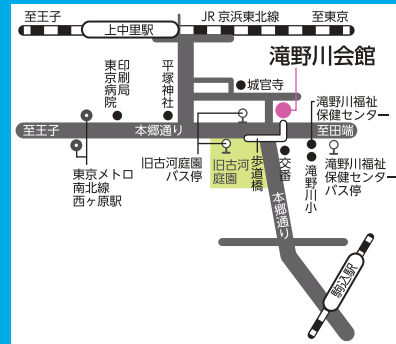 至王子
上中里駅
JR 京浜東北線
至東京
滝野川会館
印刷局
東京病院
平塚神社
城官寺
滝野川福祉
保健センター
至王子
本郷通り
至田端
東京メトロ
南北線
西ヶ原駅
旧古河庭園
バス停
旧古河
庭園
歩道橋
交番
滝野川小
滝野川福祉
保健センター
バス停
本郷通り
駒込駅